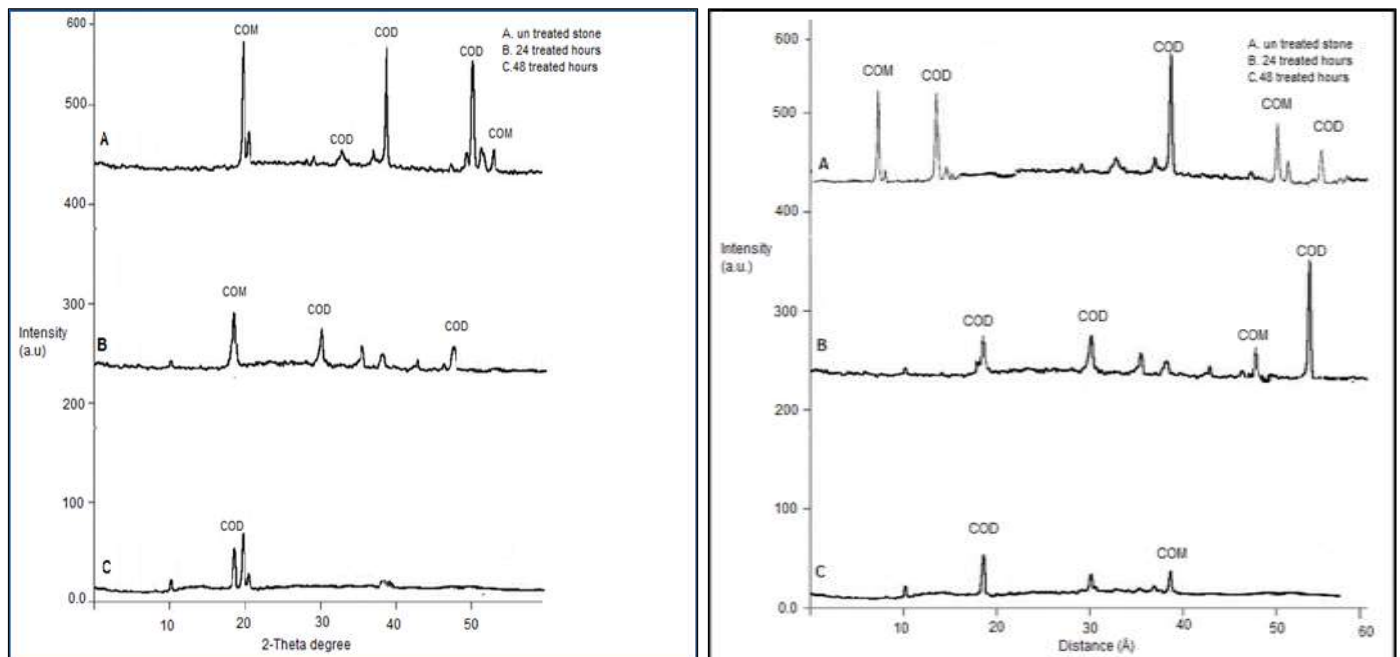 600
500
400
300
200
100
0.0
Intensity
(a.u)
A. un treated stone
B. 24 treated hours
C.48 treated hours
COM
COD
COD
COD
COM
A
COM
COD
COD
B
COD
C
10
20
30
40
50
2-Theta degree
600
500
400
300
200
100
0.0
Intensity
(a.u.)
A. un treated stone
B. 24 treated hours
C.48 treated hours
COM
COD
COD
COM
COD
A
COD
COD
COM
COD
B
COD
COM
C
10
20
30
40
50
60
Distance (Å)